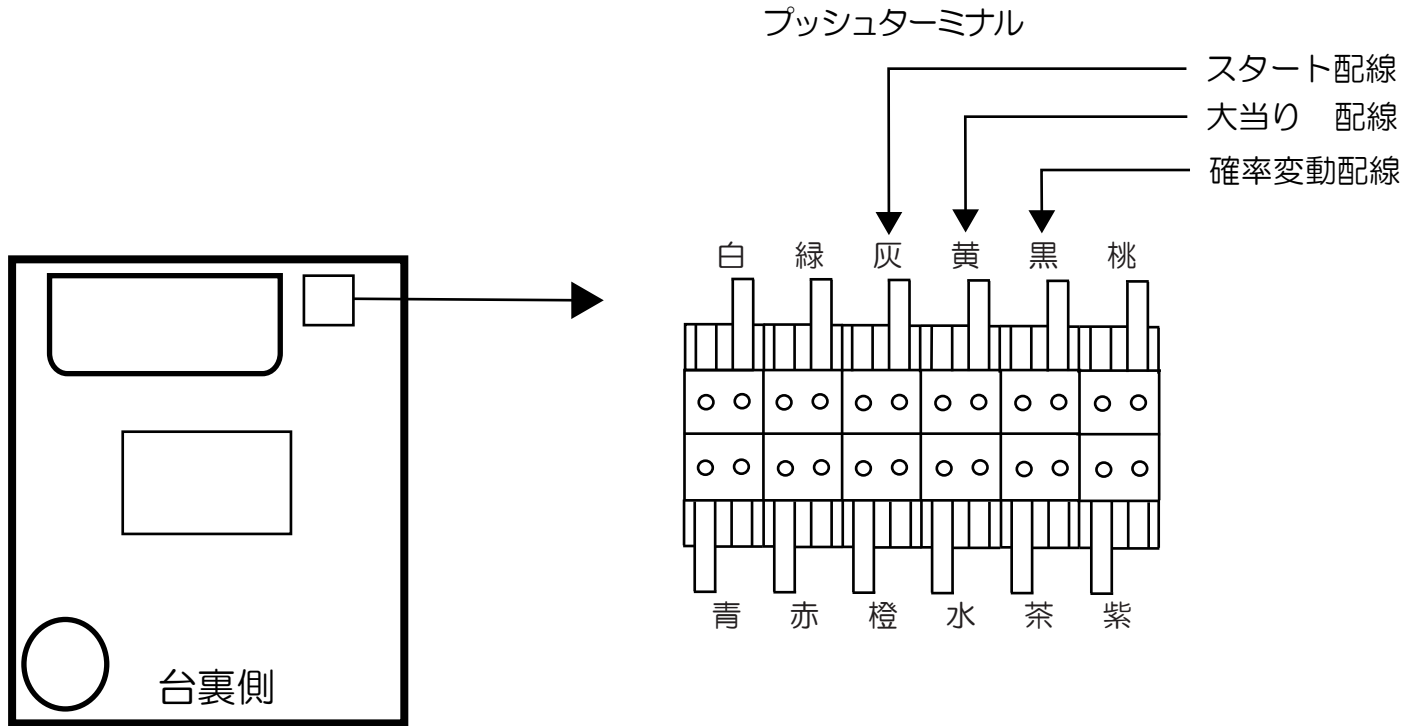 プッシュターミナル
スタート配線
大当り　配線
確率変動配線
白 緑 灰 黄 黒 桃
青 赤 橙 水 茶 紫
台裏側